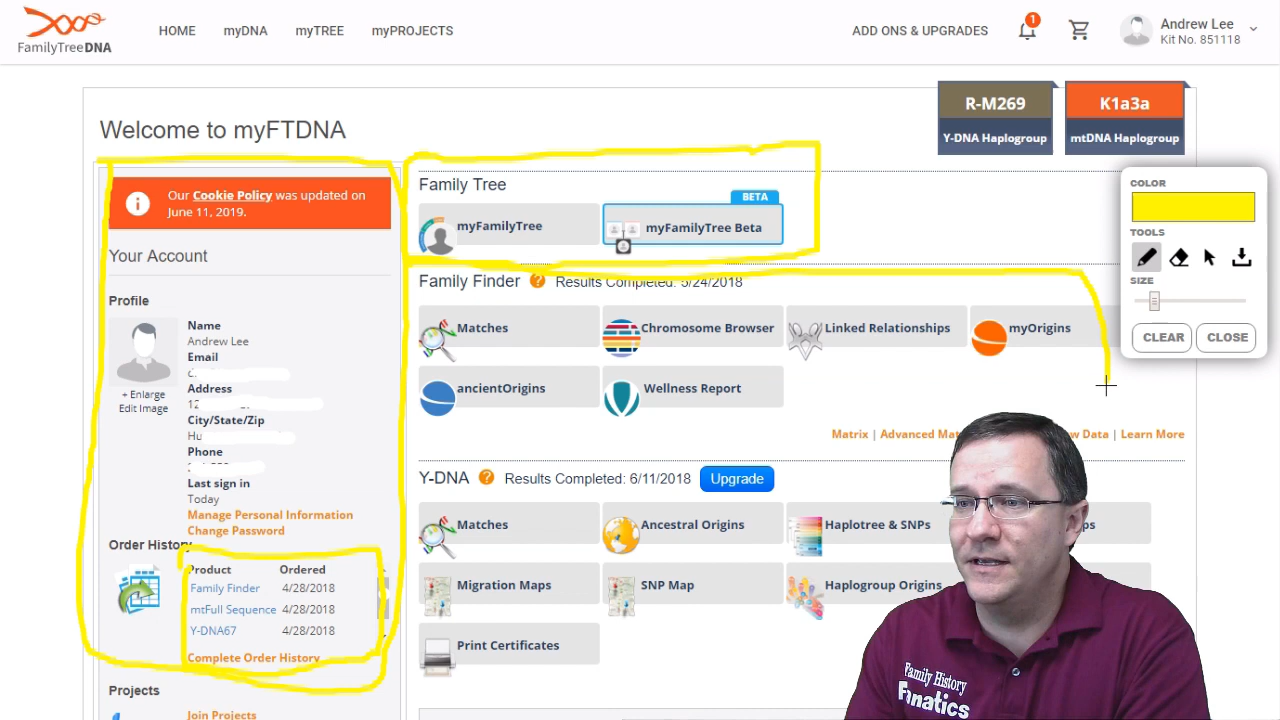 FamilyTreeDNA
HOME
myDNA
myTREE
myPROJECTS
ADD ONS & UPGRADES
1
Andrew Lee
Kit No. 851118
Welcome to myFTDNA
R-M269
Y-DNA Haplogroup
K1a3a
mtDNA Haplogroup
Our Cookie Policy was updated on
June 11, 2019.
Your Account
Profile
+ Enlarge
Edit Image
Name
Andrew Lee
Email
Address
12
City/State/Zip
Hu
Phone
Last sign in
Today
Manage Personal Information
Change Password
Order History
Product Ordered
Family Finder 4/28/2018
mtFull Sequence 4/28/2018
Y-DNA67 4/28/2018
Complete Order History
Projects
Join Projects
Family Tree
BETA
myFamilyTree
myFamilyTree Beta
Family Finder
Results Completed: 5/24/2018
Matches
Chromosome Browser
Linked Relationships
myOrigins
ancientOrigins
Wellness Report
Matrix | Advanced Data | Learn More
Y-DNA
Results Completed: 6/11/2018
Upgrade
Matches
Ancestral Origins
Haplotree & SNPs
Migration Maps
SNP Map
Haplogroup Origins
Print Certificates
COLOR
TOOLS
SIZE
CLEAR
CLOSE
Family History
Fanatics